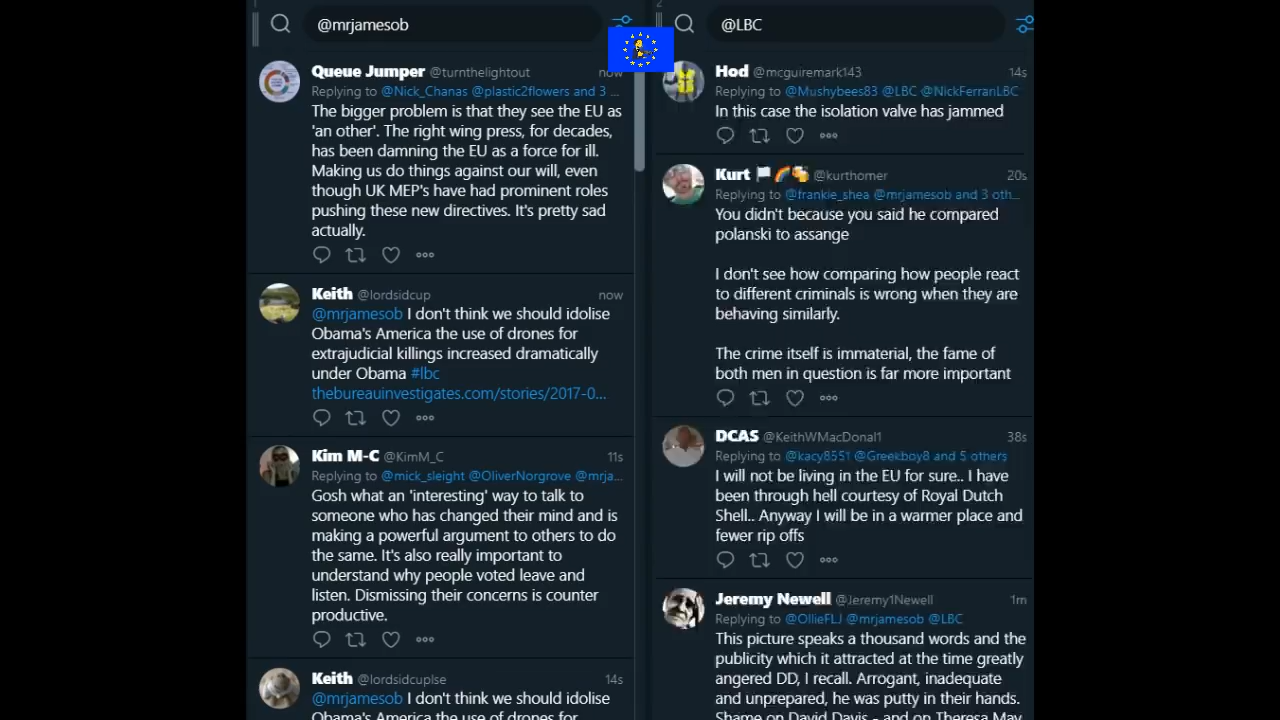 @mrjamesob
Queue Jumper @turnthelightout now
Replying to @Nick_Chanas @plastic2flowers and 3 ...
The bigger problem is that they see the EU as
'an other'. The right wing press, for decades,
has been damning the EU as a force for ill.
Making us do things against our will, even
though UK MEP's have had prominent roles
pushing these new directives. It's pretty sad
actually.
Keith @lordsidcup now
@mrjamesob I don't think we should idolise
Obama's America the use of drones for
extrajudicial killings increased dramatically
under Obama #lbc
thebureauinvestigates.com/stories/2017-0...
Kim M-C @KimM_C 11s
Replying to @mick_sleight @OliverNorgrove @mrja...
Gosh what an 'interesting' way to talk to
someone who has changed their mind and is
making a powerful argument to others to do
the same. It's also really important to
understand why people voted leave and
listen. Dismissing their concerns is counter
productive.
Keith @lordsidcuplse 14s
@mrjamesob I don't think we should idolise
Obama's America the use of drones for
@LBC
Hod @mcguiremark143 14s
Replying to @Mushybees83 @LBC @NickFerranLBC
In this case the isolation valve has jammed
Kurt @kurthomer 20s
Replying to @frankie_shea @mrjamesob and 3 oth...
You didn't because you said he compared
polanski to assange
I don't see how comparing how people react
to different criminals is wrong when they are
behaving similarly.
The crime itself is immaterial, the fame of
both men in question is far more important
DCAS @KeithWMacDonal1 38s
Replying to @kacy8551 @Greekboy8 and 5 others
I will not be living in the EU for sure.. I have
been through hell courtesy of Royal Dutch
Shell.. Anyway I will be in a warmer place and
fewer rip offs
Jeremy Newell @Jeremy1Newell 1m
Replying to @OllieFLJ @mrjamesob @LBC
This picture speaks a thousand words and the
publicity which it attracted at the time greatly
angered DD, I recall. Arrogant, inadequate
and unprepared, he was putty in their hands.
Shame on David Davis - and on Theresa May